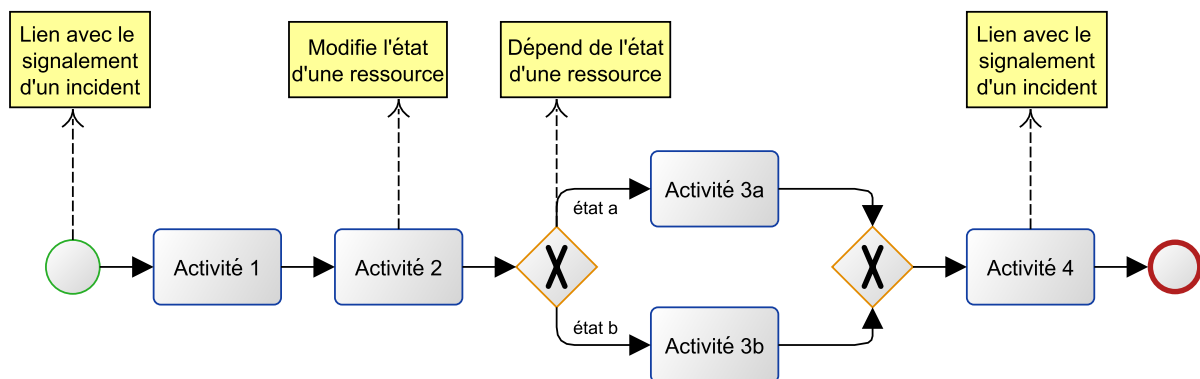 Lien avec le
signalement
d'un incident
Modifie l'état
d'une ressource
Dépend de l'état
d'une ressource
Lien avec le
signalement
d'un incident
Activité 1
Activité 2
X
état a
état b
Activité 3a
Activité 3b
X
Activité 4